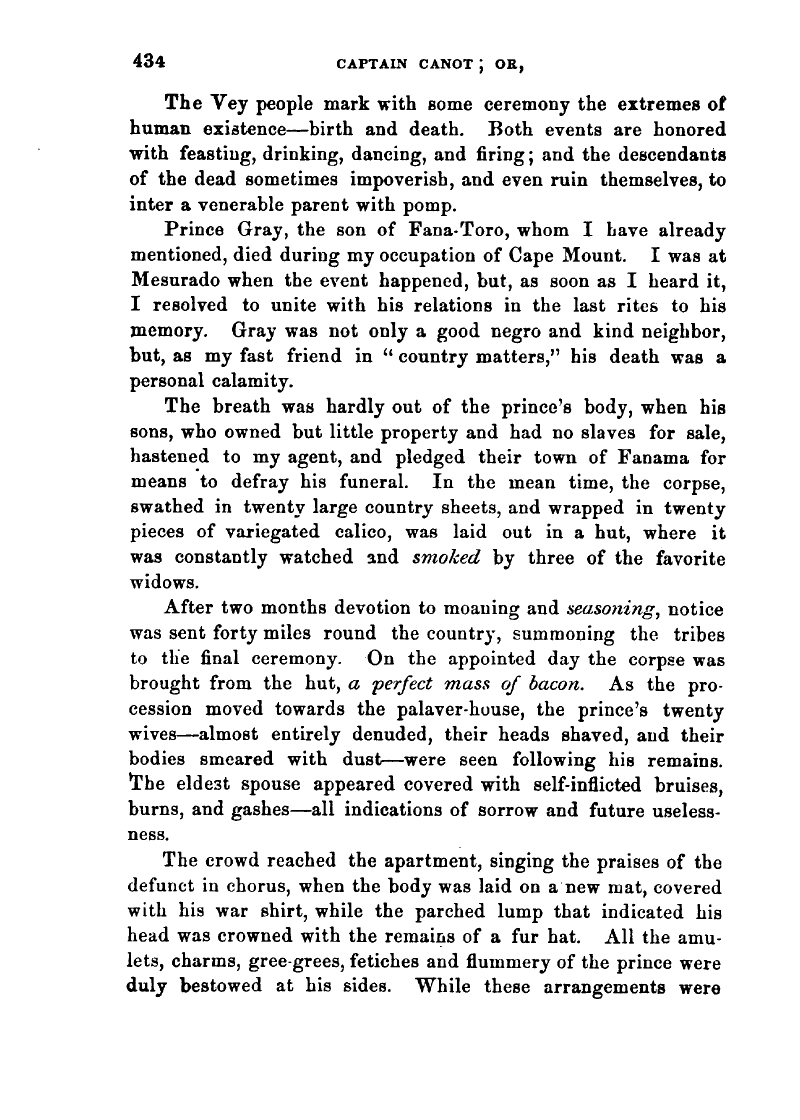 434 CAPTAIN CANOT; OR,
The Vey people mark with some ceremony the extremes of
human existence—birth and death. Both events are honored
with feasting, drinking, dancing, and firing; and the descendants
of the dead sometimes impoverish, and even ruin themselves, to
inter a venerable parent with pomp.
Prince Gray, the son of Fana-Toro, whom I have already
mentioned, died during my occupation of Cape Mount. I was at
Mesurado when the event happened, but, as soon as I heard it,
I resolved to unite with his relations in the last rites to his
memory. Gray was not only a good negro and kind neighbor,
but, as my fast friend in "country matters," his death was a
personal calamity.
The breath was hardly out of the prince's body, when his
sons, who owned but little property and had no slaves for sale,
hastened to my agent, and pledged their town of Fanama for
means to defray his funeral. In the mean time, the corpse,
swathed in twenty large country sheets, and wrapped in twenty
pieces of variegated calico, was laid out in a hut, where it
was constantly watched and smoked by three of the favorite
widows.
After two months devotion to moaning and seasoning, notice
was sent forty miles round the country, summoning the tribes
to the final ceremony. On the appointed day the corpse was
brought from the hut, a perfect mass of bacon. As the pro-
cession moved towards the palaver-house, the prince's twenty
wives—almost entirely denuded, their heads shaved, and their
bodies smeared with dust—were seen following his remains.
The eldest spouse appeared covered with self-inflicted bruises,
burns, and gashes—all indications of sorrow and future useless-
ness.
The crowd reached the apartment, singing the praises of the
defunct in chorus, when the body was laid on a new mat, covered
with his war shirt, while the parched lump that indicated his
head was crowned with the remains of a fur hat. All the amu-
lets, charms, gree-grees, fetiches and flummery of the prince were
duly bestowed at his sides. While these arrangements were